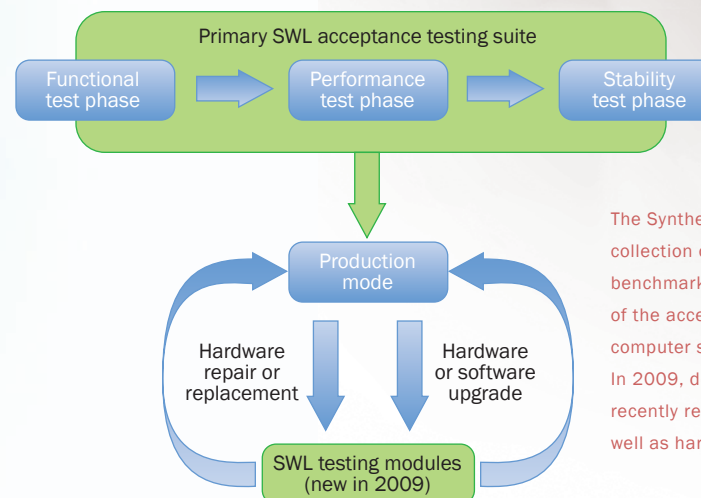 Primary SWL acceptance testing suite
Functional
test phase
Performance
test phase
Stability
test phase
Production
mode
Hardware
repair or
replacement
Hardware
or software
upgrade
SWL testing modules
(new in 2009)
The
collection
benchmark
of the acce
computer s
In 2009, d
recently re
well as har